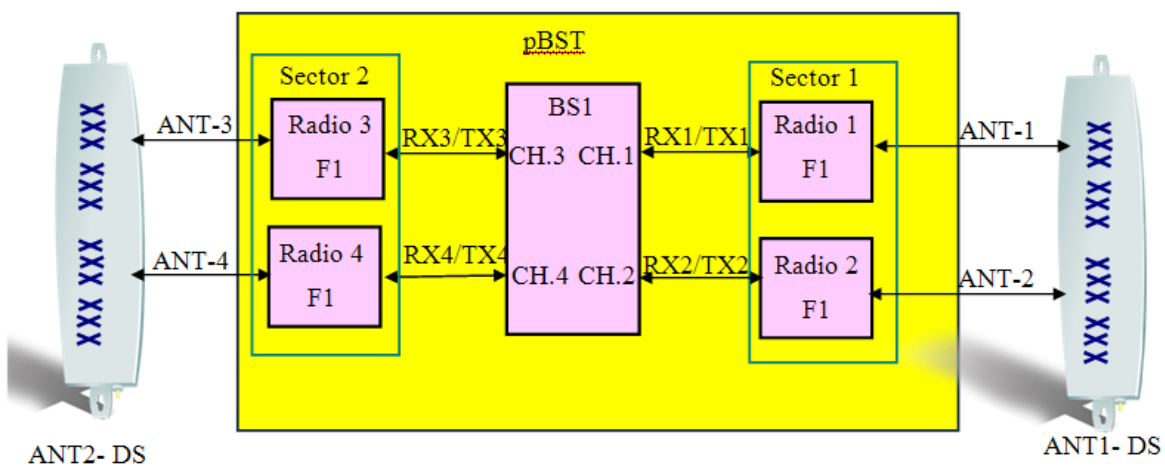 pBST
Sector 2
Sector 1
Radio 3
F1
BS1
Radio 1
F1
ANT-3
RX3/TX3
CH.3 CH.1
RX1/TX1
ANT-1
Radio 4
F1
ANT-4
RX4/TX4
CH.4 CH.2
RX2/TX2
Radio 2
F1
ANT-2
ANT2- DS
ANT1- DS